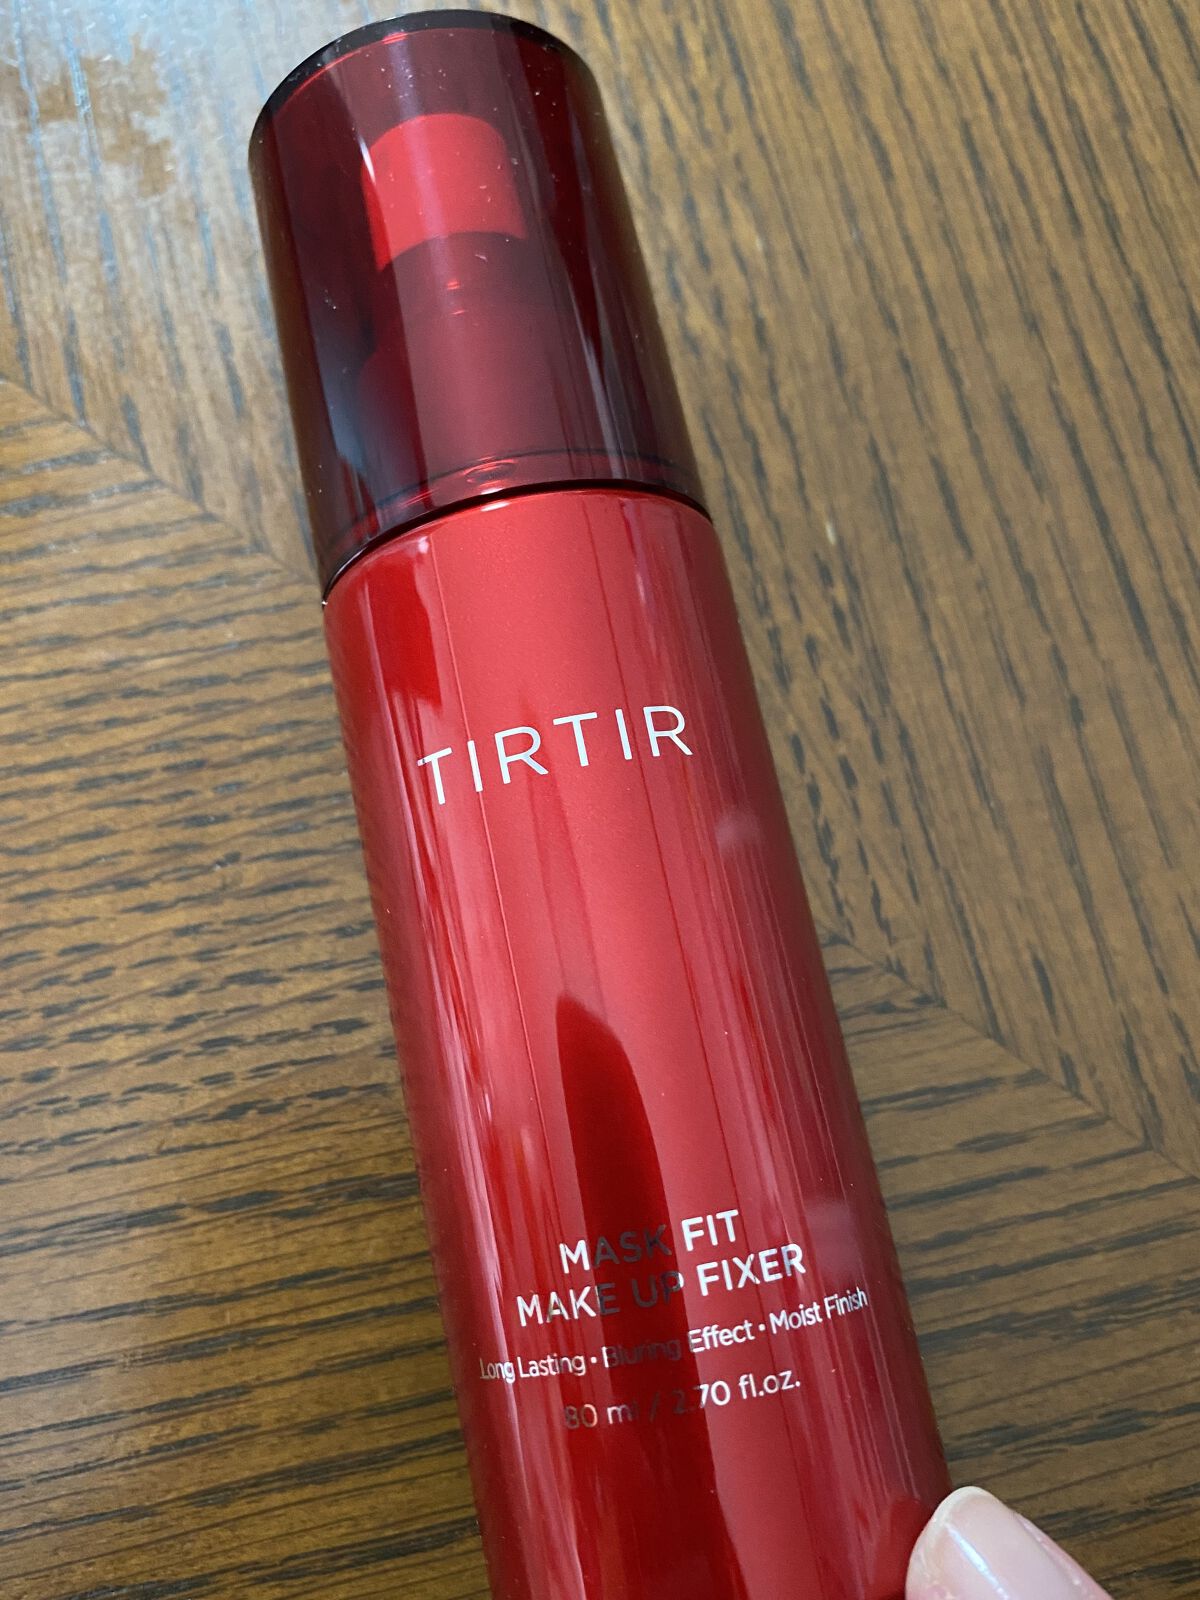 TIRTIR
MASK FIT
MAKE UP FIXER
Long Lasting • Bluring Effect • Moist Finish
80 ml / 2.70 fl.oz.